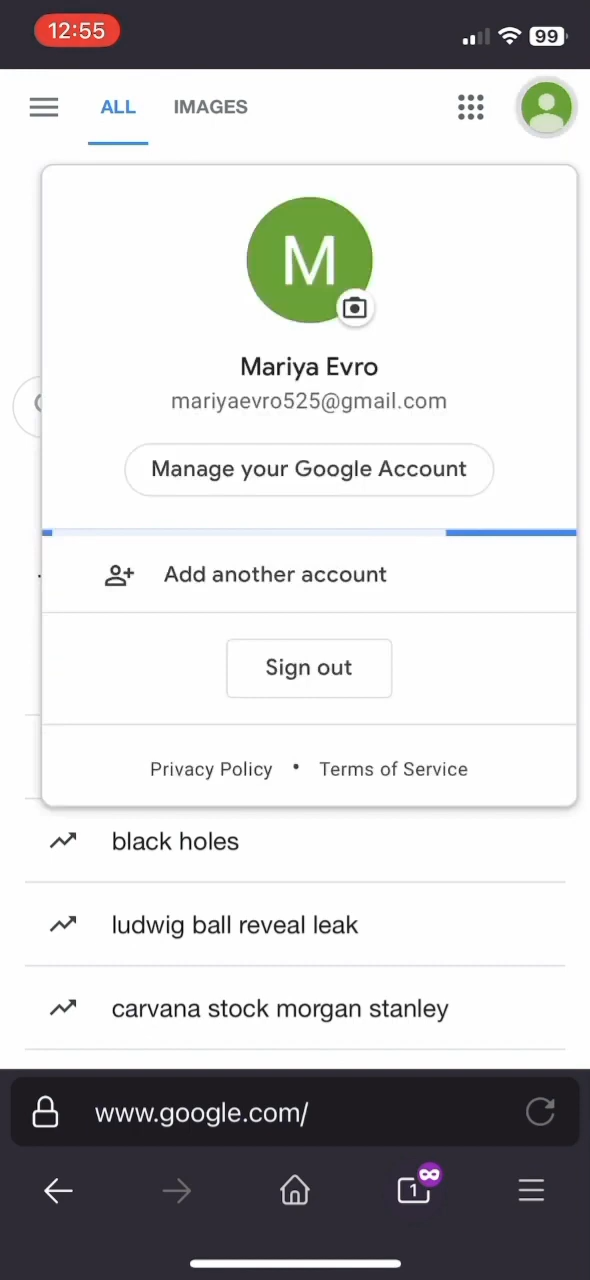 12:55
99
ALL
IMAGES
M
Mariya Evro
mariyaevro525@gmail.com
Manage your Google Account
Add another account
Sign out
Privacy Policy • Terms of Service
black holes
ludwig ball reveal leak
carvana stock morgan stanley
www.google.com/
1